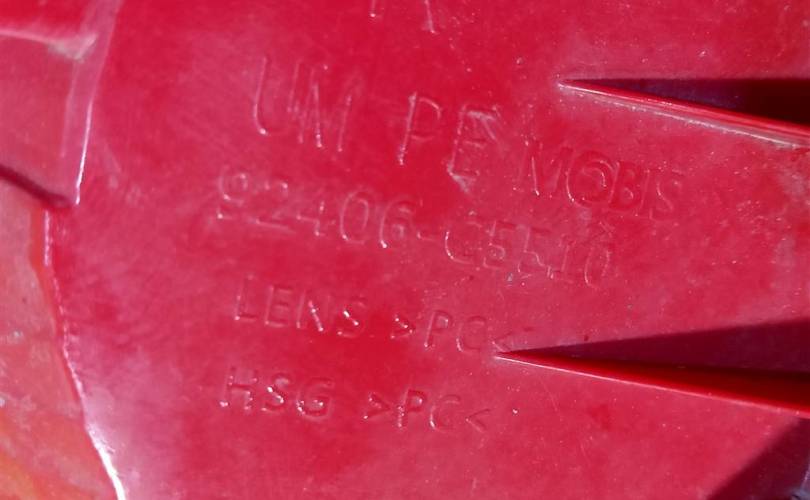 UM PE MOBIS
92406-C5510
LENS >PC<
HSG >PC<